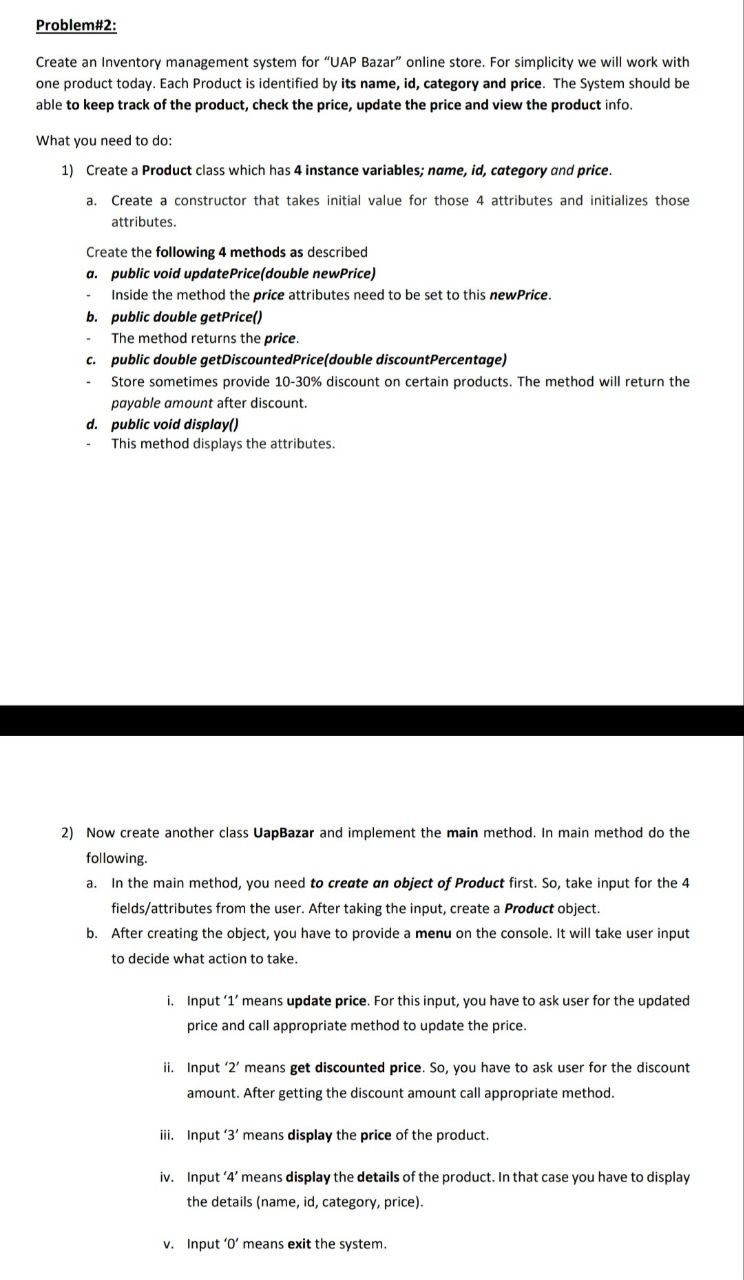 Problem#2:
Create an Inventory management system for “UAP Bazar” online store. For simplicity we will work with
one product today. Each Product is identified by its name, id, category and price. The System should be
able to keep track of the product, check the price, update the price and view the product info.
What you need to do:
1) Create a Product class which has 4 instance variables; name, id, category and price.
a. Create a constructor that takes initial value for those 4 attributes and initializes those
attributes.
Create the following 4 methods as described
a. public void updatePrice(double newPrice)
- Inside the method the price attributes need to be set to this newPrice.
b. public double getPrice()
- The method returns the price.
c. public double getDiscountedPrice(double discountPercentage)
- Store sometimes provide 10-30% discount on certain products. The method will return the
payable amount after discount.
d. public void display()
- This method displays the attributes.
2) Now create another class UapBazar and implement the main method. In main method do the
following.
a. In the main method, you need to create an object of Product first. So, take input for the 4
fields/attributes from the user. After taking the input, create a Product object.
b. After creating the object, you have to provide a menu on the console. It will take user input
to decide what action to take.
i. Input ‘1’ means update price. For this input, you have to ask user for the updated
price and call appropriate method to update the price.
ii. Input ‘2’ means get discounted price. So, you have to ask user for the discount
amount. After getting the discount amount call appropriate method.
iii. Input ‘3’ means display the price of the product.
iv. Input ‘4’ means display the details of the product. In that case you have to display
the details (name, id, category, price).
v. Input ‘0’ means exit the system.